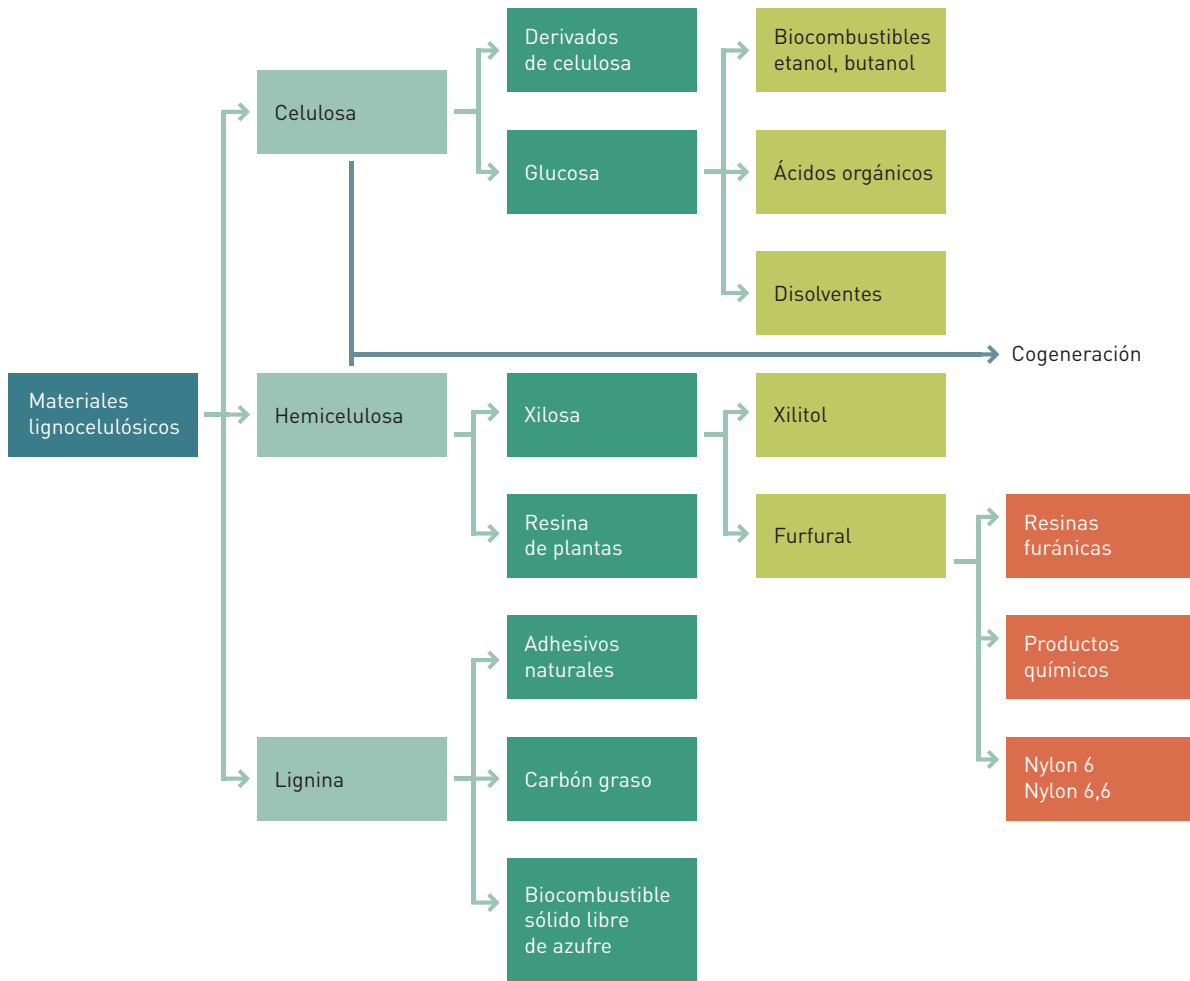 Derivados
de celulosa
Biocombustibles
etanol, butanol
Celulosa
Glucosa
Ácidos orgánicos
Disolventes
Cogeneración
Materiales
lignocelulósicos
Hemicelulosa
Xilosa
Xilitol
Resina
de plantas
Furfural
Resinas
furánicas
Adhesivos
naturales
Productos
químicos
Lignina
Carbón graso
Nylon 6
Nylon 6,6
Biocombustible
sólido libre
de azufre